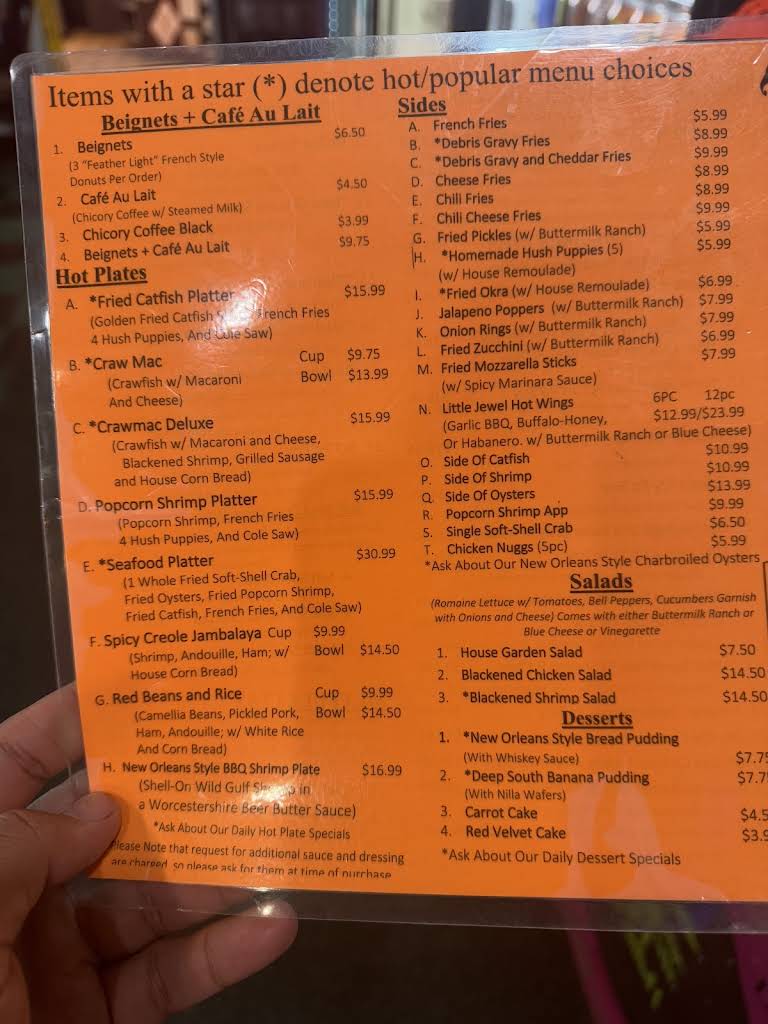 Items with a star (*) denote hot/popular menu choices
Beignets + Café Au Lait
1. Beignets $6.50
(3 "Feather Light" French Style
Donuts Per Order)
2. Café Au Lait $4.50
(Chicory Coffee w/ Steamed Milk)
3. Chicory Coffee Black $3.99
4. Beignets + Café Au Lait $9.75
Hot Plates
A. *Fried Catfish Platter $15.99
(Golden Fried Catfish French Fries
4 Hush Puppies, And Cole Saw)
B. *Craw Mac Cup $9.75
(Crawfish w/ Macaroni Bowl $13.99
And Cheese)
C. *Crawmac Deluxe $15.99
(Crawfish w/ Macaroni and Cheese,
Blackened Shrimp, Grilled Sausage
and House Corn Bread)
D. Popcorn Shrimp Platter $15.99
(Popcorn Shrimp, French Fries
4 Hush Puppies, And Cole Saw)
E. *Seafood Platter $30.99
(1 Whole Fried Soft-Shell Crab,
Fried Oysters, Fried Popcorn Shrimp,
Fried Catfish, French Fries, And Cole Saw)
F. Spicy Creole Jambalaya Cup $9.99
(Shrimp, Andouille, Ham; w/ Bowl $14.50
House Corn Bread)
G. Red Beans and Rice Cup $9.99
(Camellia Beans, Pickled Pork, Bowl $14.50
Ham, Andouille; w/ White Rice
And Corn Bread)
H. New Orleans Style BBQ Shrimp Plate $16.99
(Shell-On Wild Gulf Shrimp in
a Worcestershire Beer Butter Sauce)
*Ask About Our Daily Hot Plate Specials
Please Note that request for additional sauce and dressing
are charged, so please ask for them at time of purchase
Sides
A. French Fries $5.99
B. *Debris Gravy Fries $8.99
C. *Debris Gravy and Cheddar Fries $9.99
D. Cheese Fries $8.99
E. Chili Fries $8.99
F. Chili Cheese Fries $9.99
G. Fried Pickles (w/ Buttermilk Ranch) $5.99
H. *Homemade Hush Puppies (5) $5.99
(w/ House Remoulade)
I. *Fried Okra (w/ House Remoulade) $6.99
J. Jalapeno Poppers (w/ Buttermilk Ranch) $7.99
K. Onion Rings (w/ Buttermilk Ranch) $7.99
L. Fried Zucchini (w/ Buttermilk Ranch) $6.99
M. Fried Mozzarella Sticks $7.99
(w/ Spicy Marinara Sauce)
N. Little Jewel Hot Wings 6PC 12pc
(Garlic BBQ, Buffalo-Honey, $12.99/$23.99
Or Habanero. w/ Buttermilk Ranch or Blue Cheese)
O. Side Of Catfish $10.99
P. Side Of Shrimp $10.99
Q. Side Of Oysters $13.99
R. Popcorn Shrimp App $9.99
S. Single Soft-Shell Crab $6.50
T. Chicken Nuggs (5pc) $5.99
*Ask About Our New Orleans Style Charbroiled Oysters
Salads
(Romaine Lettuce w/ Tomatoes, Bell Peppers, Cucumbers Garnish
with Onions and Cheese) Comes with either Buttermilk Ranch or
Blue Cheese or Vinegarette
1. House Garden Salad $7.50
2. Blackened Chicken Salad $14.50
3. *Blackened Shrimp Salad $14.50
Desserts
1. *New Orleans Style Bread Pudding
(With Whiskey Sauce) $7.75
2. *Deep South Banana Pudding $7.7
(With Nilla Wafers)
3. Carrot Cake $4.5
4. Red Velvet Cake $3.9
*Ask About Our Daily Dessert Specials